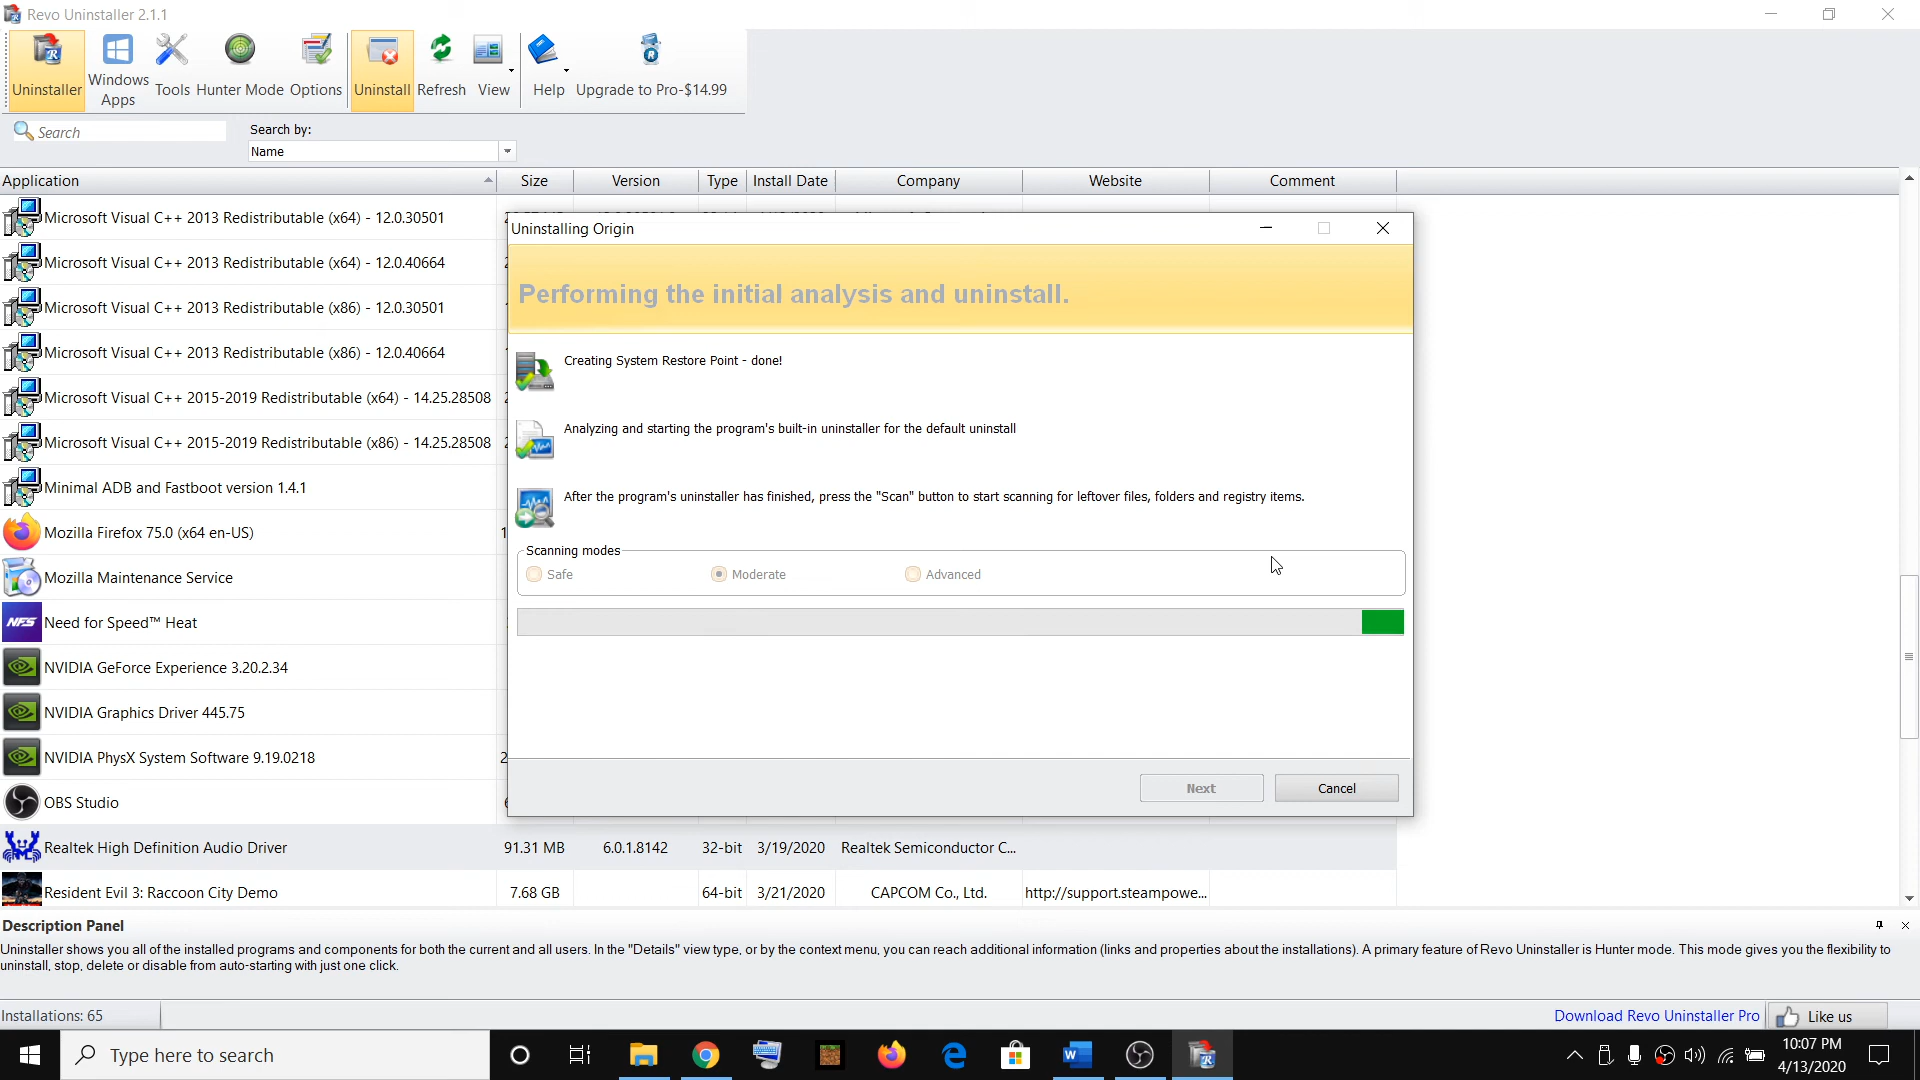 Revo Uninstaller 2.1.1
Uninstaller
Windows Apps
Tools
Hunter Mode
Options
Uninstall
Refresh
View
Help
Upgrade to Pro-$14.99
Search
Search by:
Name
Application Size Version Type Install Date Company Website Comment
Microsoft Visual C++ 2013 Redistributable (x64) - 12.0.30501
Microsoft Visual C++ 2013 Redistributable (x64) - 12.0.40664
Microsoft Visual C++ 2013 Redistributable (x86) - 12.0.30501
Microsoft Visual C++ 2013 Redistributable (x86) - 12.0.40664
Microsoft Visual C++ 2015-2019 Redistributable (x64) - 14.25.28508
Microsoft Visual C++ 2015-2019 Redistributable (x86) - 14.25.28508
Minimal ADB and Fastboot version 1.4.1
Mozilla Firefox 75.0 (x64 en-US)
Mozilla Maintenance Service
NFS Need for Speed™ Heat
NVIDIA GeForce Experience 3.20.2.34
NVIDIA Graphics Driver 445.75
NVIDIA PhysX System Software 9.19.0218
OBS Studio
Realtek High Definition Audio Driver 91.31 MB 6.0.1.8142 32-bit 3/19/2020 Realtek Semiconductor C...
Resident Evil 3: Raccoon City Demo 7.68 GB 64-bit 3/21/2020 CAPCOM Co., Ltd. http://support.steampowe...
Uninstalling Origin
Performing the initial analysis and uninstall.
Creating System Restore Point - done!
Analyzing and starting the program's built-in uninstaller for the default uninstall
After the program's uninstaller has finished, press the "Scan" button to start scanning for leftover files, folders and registry items.
Scanning modes
Safe Moderate Advanced
Next Cancel
Description Panel
Uninstaller shows you all of the installed programs and components for both the current and all users. In the "Details" view type, or by the context menu, you can reach additional information (links and properties about the installations). A primary feature of Revo Uninstaller is Hunter mode. This mode gives you the flexibility to
uninstall, stop, delete or disable from auto-starting with just one click.
Installations: 65
Download Revo Uninstaller Pro
Like us
Type here to search
10:07 PM
4/13/2020